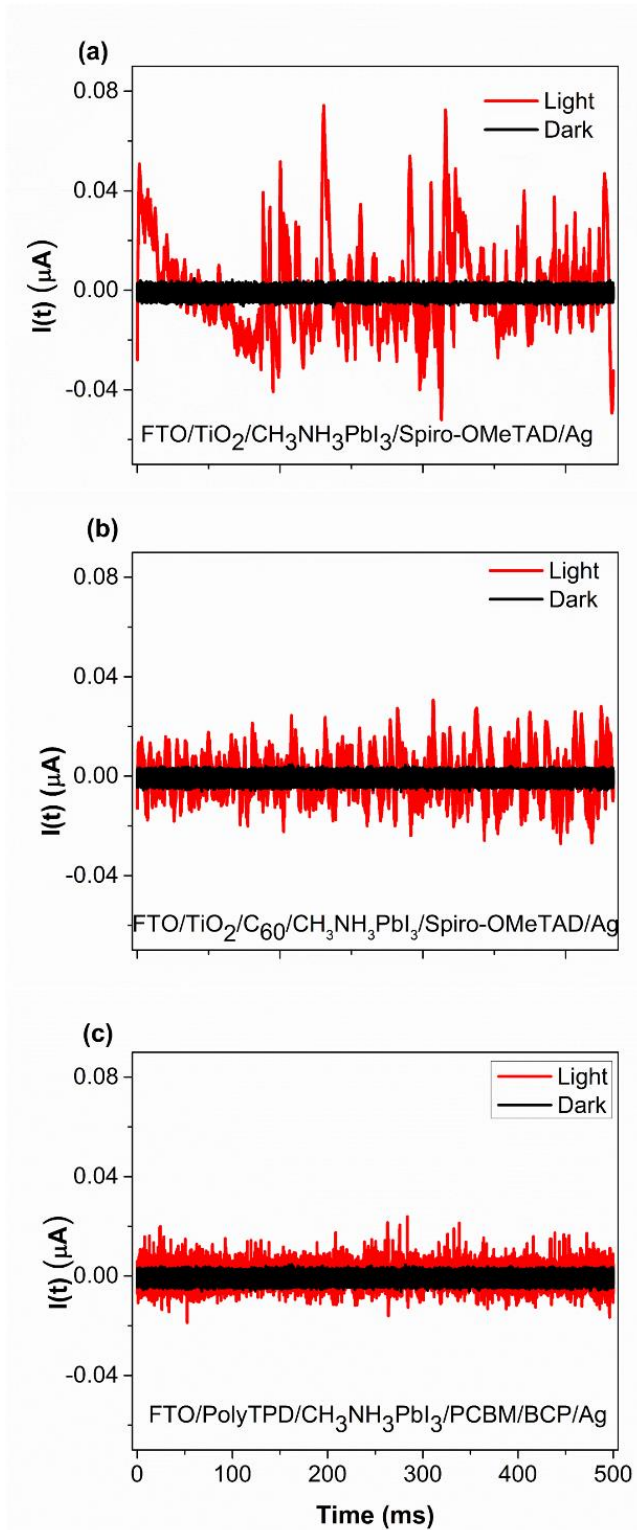 (a)
0.08
Light
Dark
0.04
I(t) (µA)
0.00
-0.04
FTO/TiO₂/CH₃NH₃PbI₃/Spiro-OMeTAD/Ag
(b)
0.08
Light
Dark
0.04
I(t) (µA)
0.00
-0.04
FTO/TiO₂/C₆₀/CH₃NH₃PbI₃/Spiro-OMeTAD/Ag
(c)
0.08
Light
Dark
0.04
I(t) (µA)
0.00
-0.04
FTO/PolyTPD/CH₃NH₃PbI₃/PCBM/BCP/Ag
0 100 200 300 400 500
Time (ms)